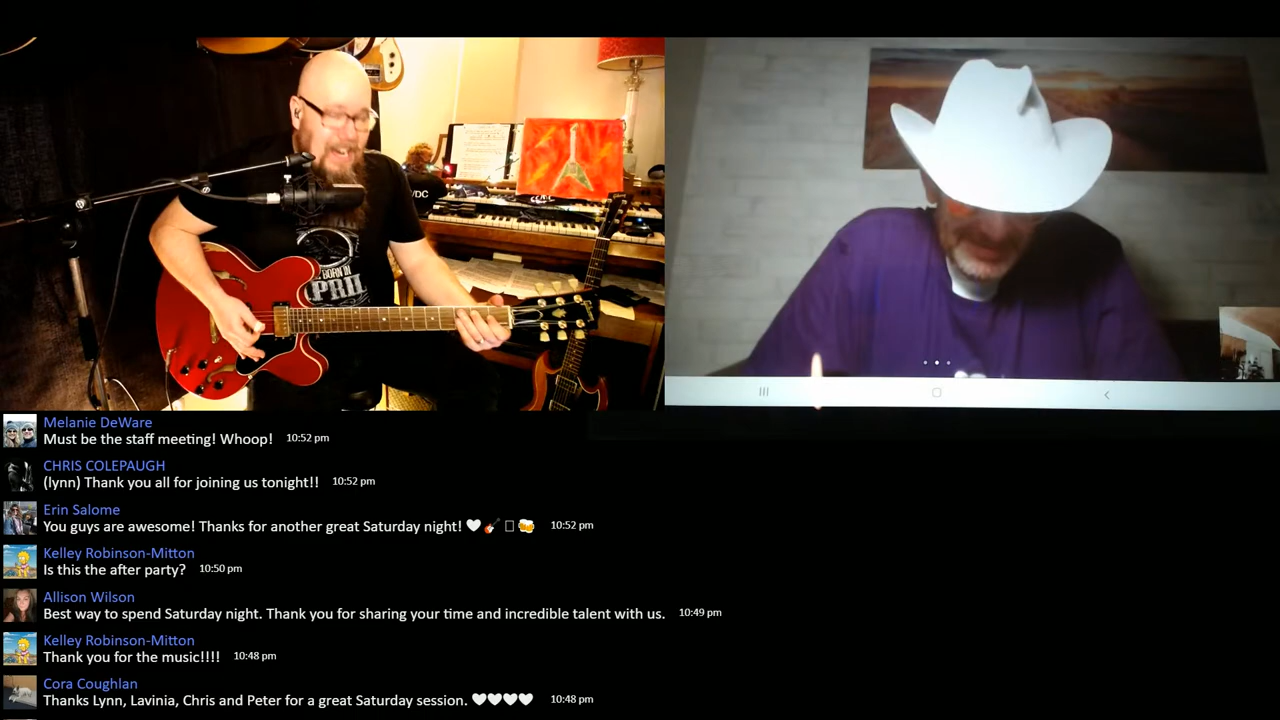 /DC
BORN IN
APRIL
Melanie DeWare
Must be the staff meeting! Whoop! 10:52 pm
CHRIS COLEPAUGH
(lynn) Thank you all for joining us tonight!! 10:52 pm
Erin Salome
You guys are awesome! Thanks for another great Saturday night! 🤍🎸 🍻 10:52 pm
Kelley Robinson-Mitton
Is this the after party? 10:50 pm
Allison Wilson
Best way to spend Saturday night. Thank you for sharing your time and incredible talent with us. 10:49 pm
Kelley Robinson-Mitton
Thank you for the music!!!! 10:48 pm
Cora Coughlan
Thanks Lynn, Lavinia, Chris and Peter for a great Saturday session. 🤍🤍🤍🤍 10:48 pm